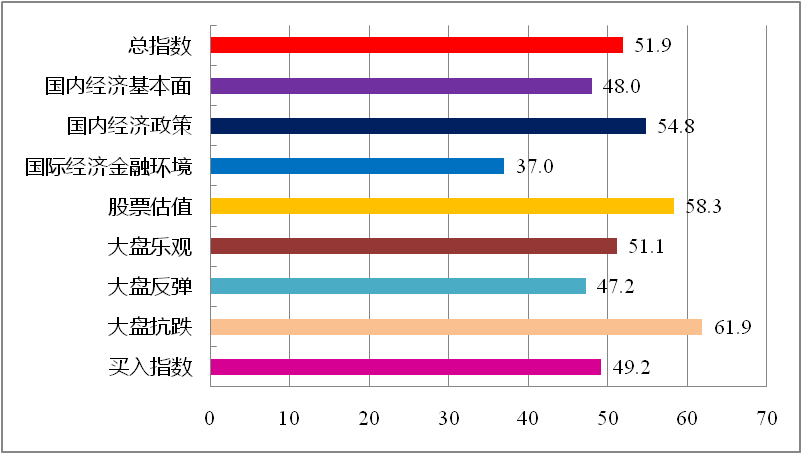 总指数 51.9
国内经济基本面 48.0
国内经济政策 54.8
国际经济金融环境 37.0
股票估值 58.3
大盘乐观 51.1
大盘反弹 47.2
大盘抗跌 61.9
买入指数 49.2
0 10 20 30 40 50 60 70